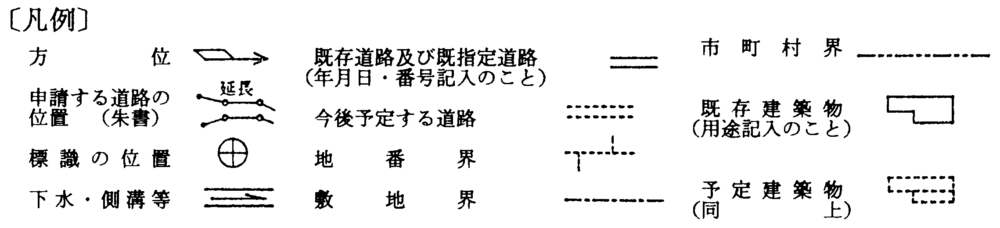 〔凡例〕
方位
申請する道路の
位置（朱書）
延長
標識の位置
下水・側溝等
既存道路及び既指定道路
（年月日・番号記入のこと）
今後予定する道路
地番界
敷地界
市町村界
既存建築物
（用途記入のこと）
予定建築物
（同上）